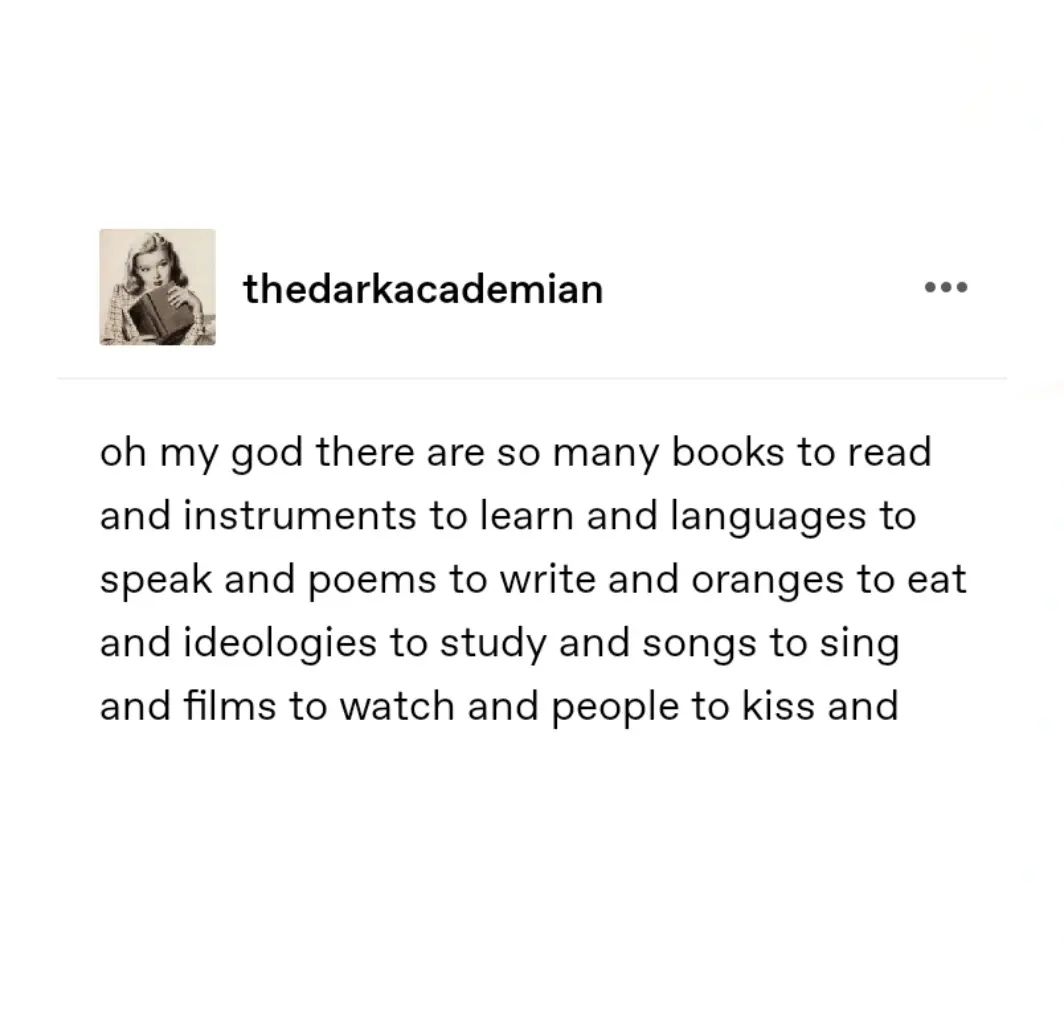 thedarkacademian
oh my god there are so many books to read
and instruments to learn and languages to
speak and poems to write and oranges to eat
and ideologies to study and songs to sing
and films to watch and people to kiss and